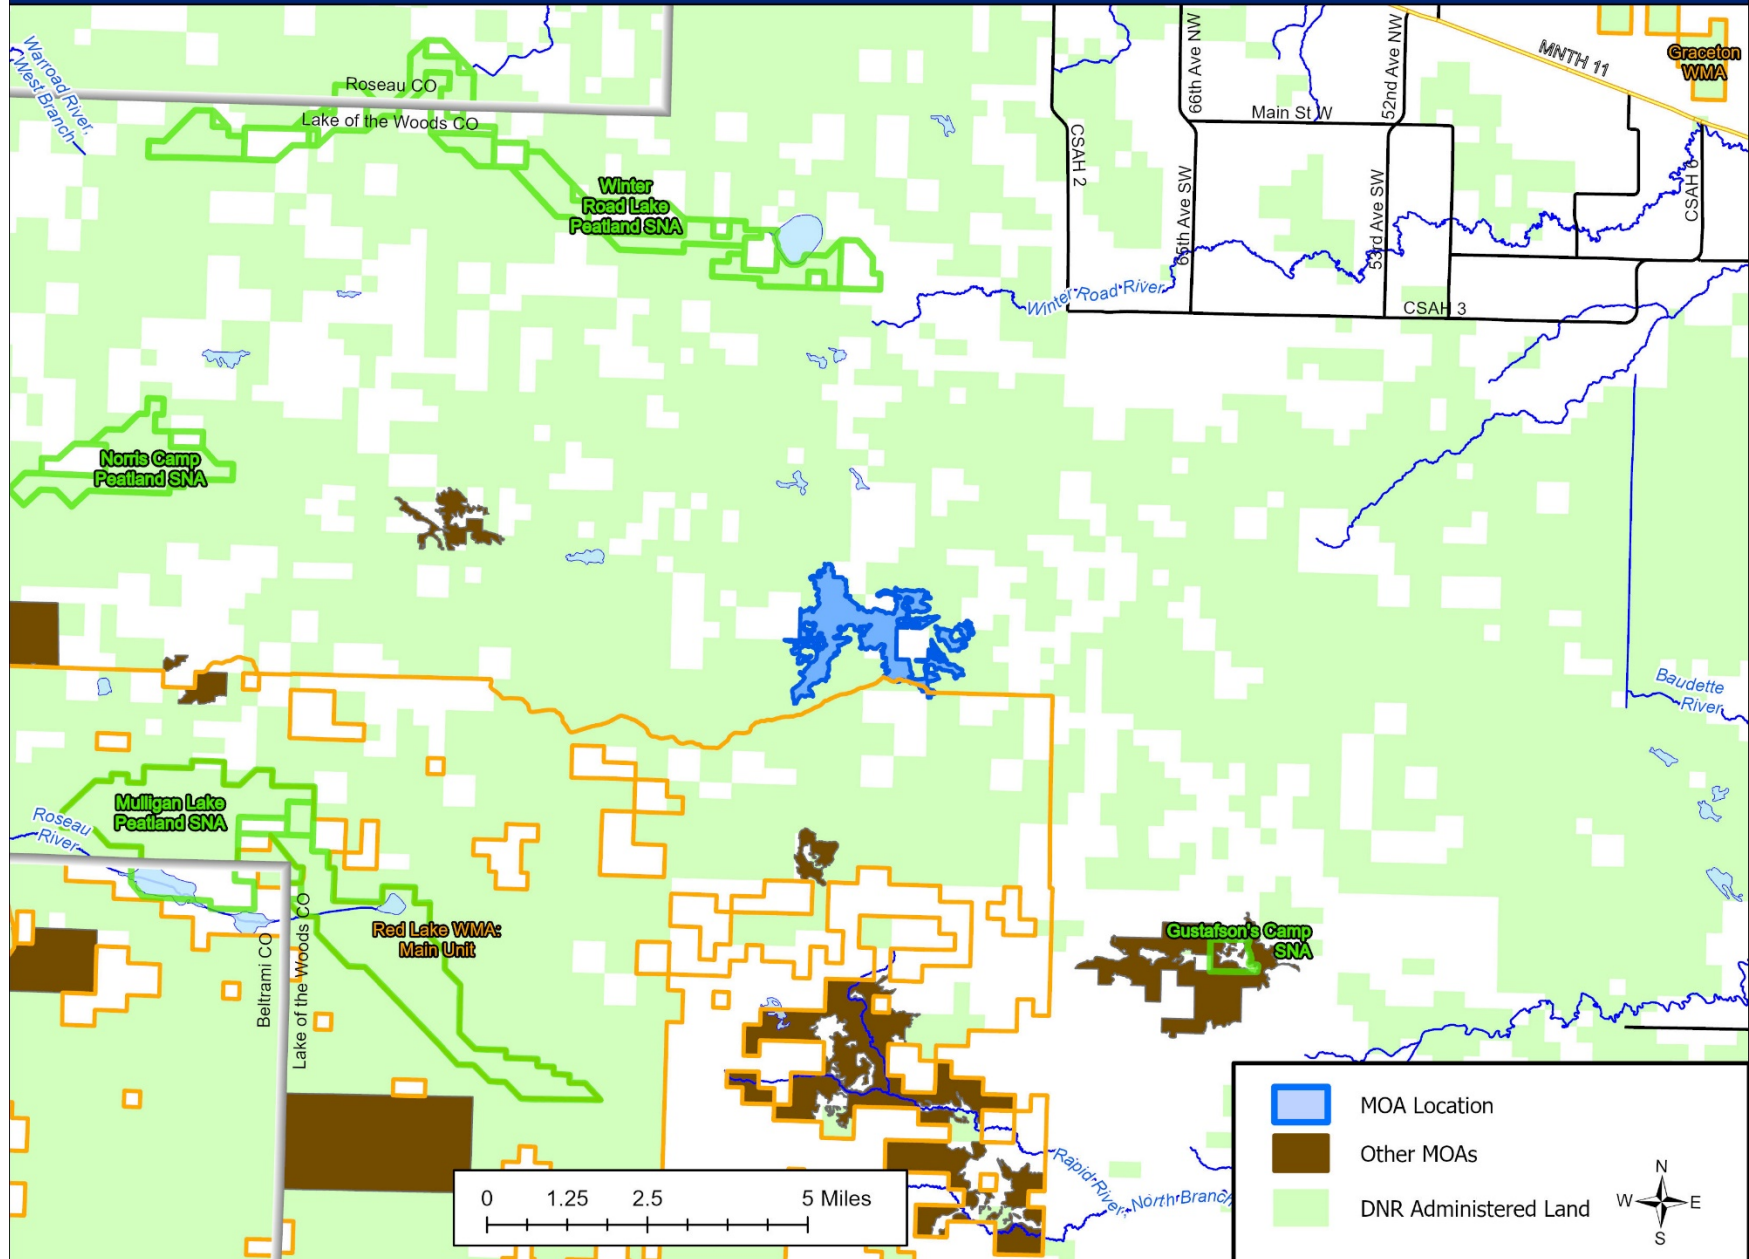 Warroad River,
West Branch
Roseau CO
Lake of the Woods CO
Winter
Road Lake
Peatland SNA
CSAH 2
66th Ave NW
65th Ave SW
Main St W
52nd Ave NW
53rd Ave SW
MNTH 11
Graceton
WMA
CSAH 6
Winter Road River
CSAH 3
Norris Camp
Peatland SNA
Baudette
River
Mulligan Lake
Peatland SNA
Roseau
River
Red Lake WMA:
Main Unit
Beltrami CO
Lake of the Woods CO
Gustafson's Camp
SNA
Rapid River, North Branch
0 1.25 2.5 5 Miles
MOA Location
Other MOAs
DNR Administered Land
N
W E
S